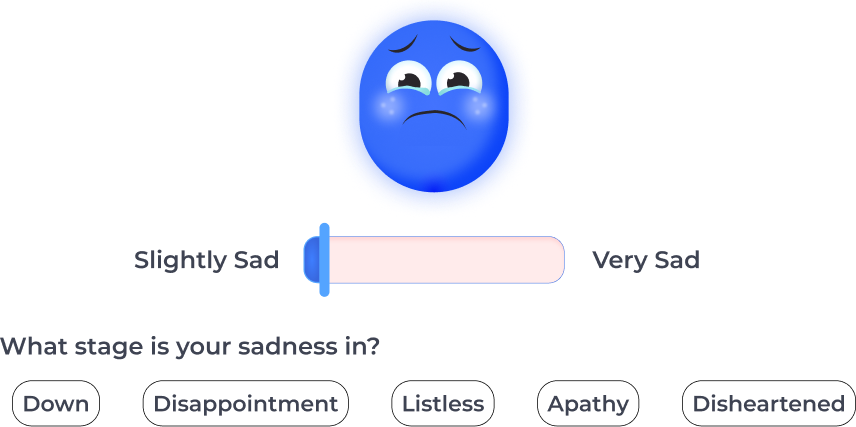 Slightly Sad
Very Sad
What stage is your sadness in?
Down
Disappointment
Listless
Apathy
Disheartened